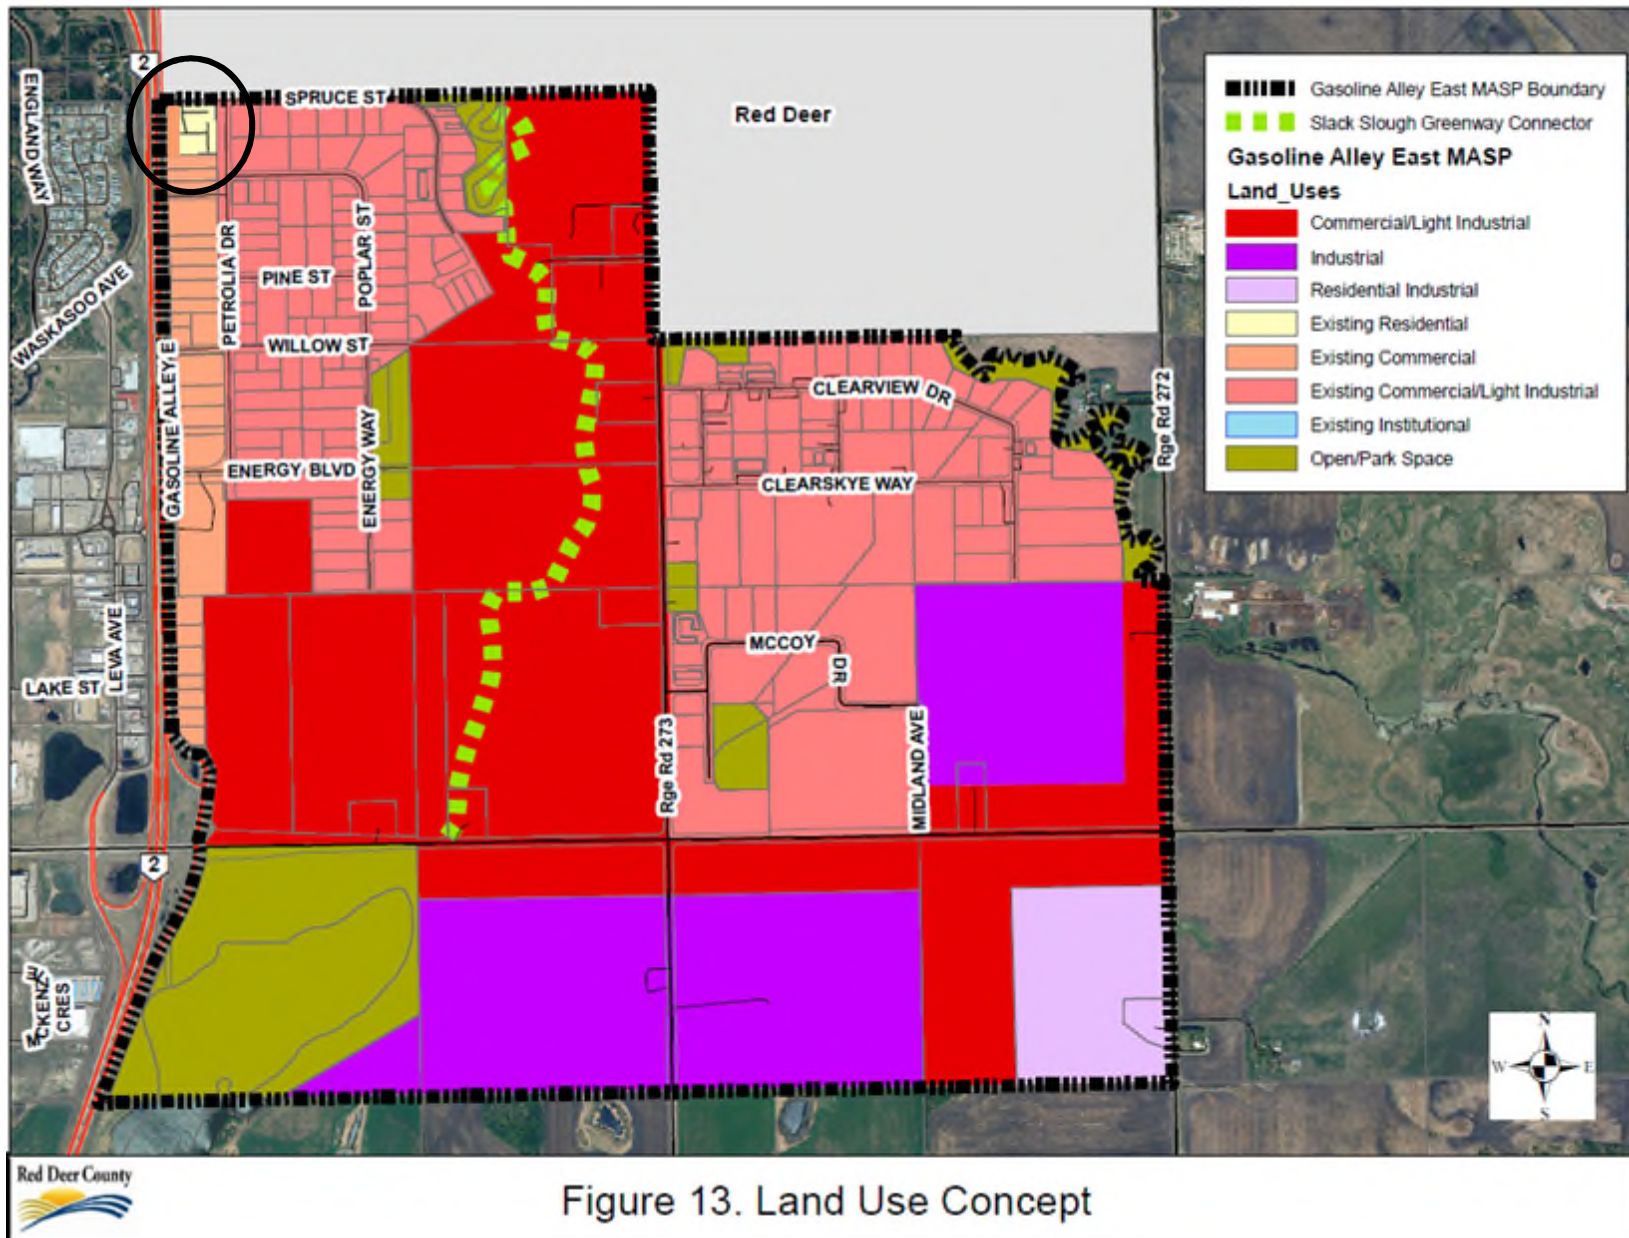 2
ENGLAND WAY
SPRUCE ST
Red Deer
Gasoline Alley East MASP Boundary
Slack Slough Greenway Connector
Gasoline Alley East MASP
Land_Uses
Commercial/Light Industrial
Industrial
Residential Industrial
Existing Residential
Existing Commercial
Existing Commercial/Light Industrial
Existing Institutional
Open/Park Space
WASKASOO AVE
PETROLIA DR
PINE ST
POPLAR ST
WILLOW ST
GASOLINE ALLEY E
CLEARVIEW DR
Rge Rd 272
ENERGY BLVD
ENERGY WAY
CLEARSKYE WAY
LEVA AVE
LAKE ST
MCCOY
DR
Rge Rd 273
MIDLAND AVE
2
MCKENZIE
CRES
N
W E
S
Red Deer County
Figure 13. Land Use Concept